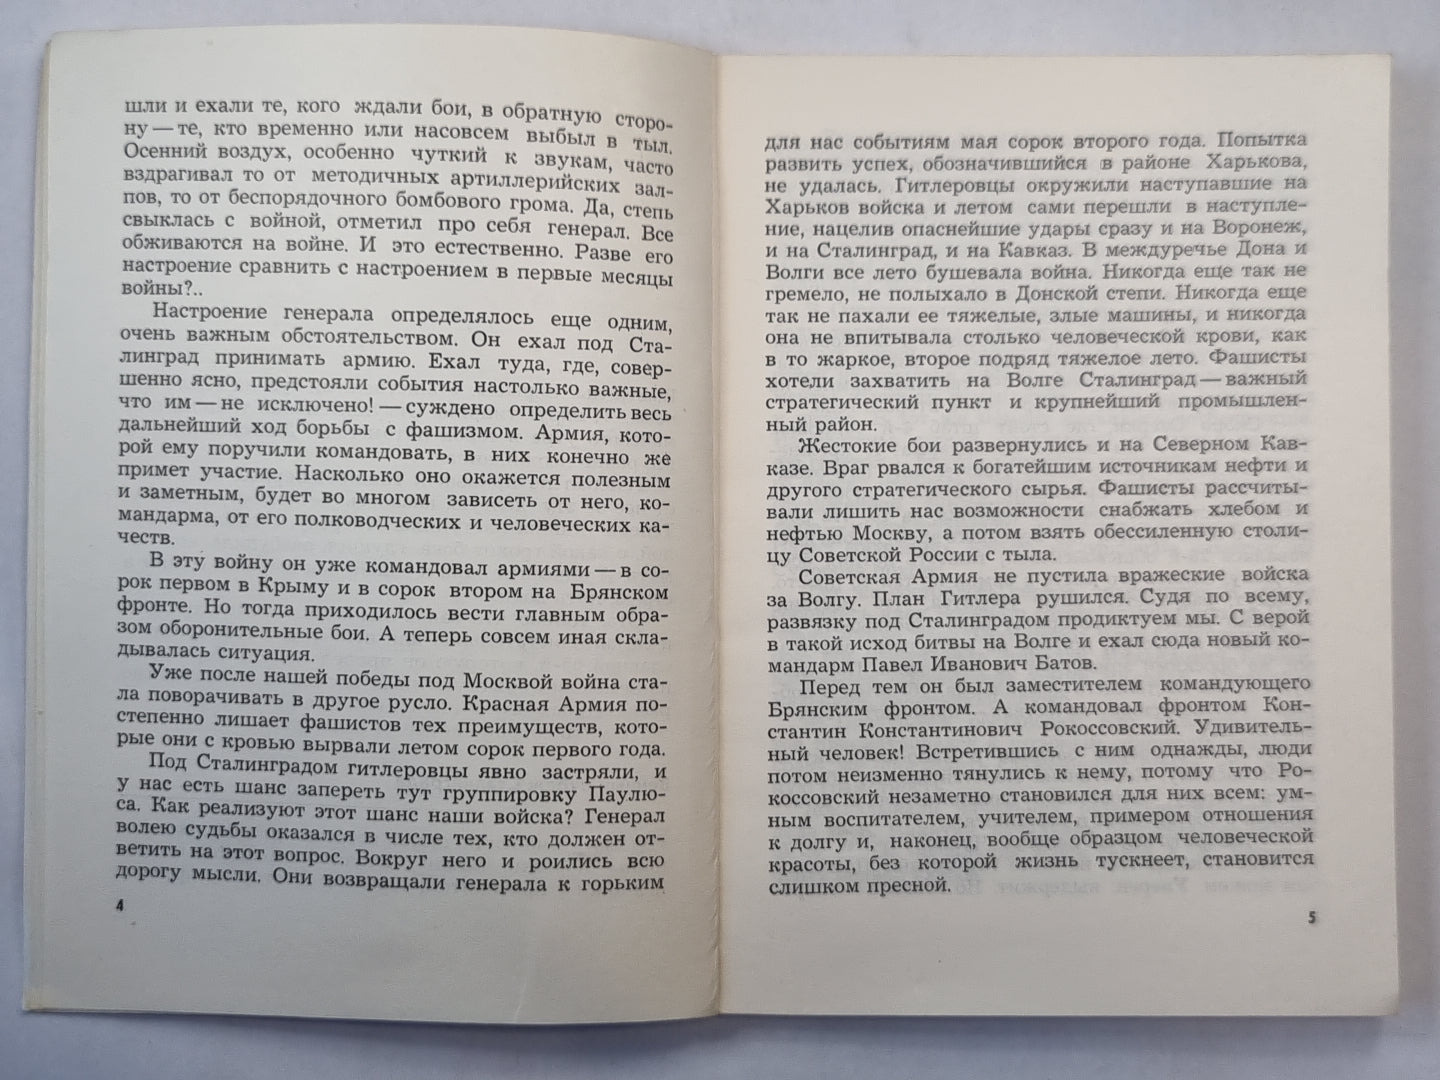 шли и ехали те, кого ждали бои, в обратную сторо-
ну — те, кто временно или насовсем выбыл в тыл.
Осенний воздух, особенно чуткий к звукам, часто
вздрагивал то от методичных артиллерийских зал-
пов, то от беспорядочного бомбового грома. Да, степь
свыклась с войной, отметил про себя генерал. Все
обживаются на войне. И это естественно. Разве его
настроение сравнить с настроением в первые месяцы
войны?..
Настроение генерала определялось еще одним,
очень важным обстоятельством. Он ехал под Ста-
линград принимать армию. Ехал туда, где, совер-
шенно ясно, предстояли события настолько важные,
что им — не исключено! — суждено определить весь
дальнейший ход борьбы с фашизмом. Армия, кото-
рой ему поручили командовать, в них конечно же
примет участие. Насколько оно окажется полезным
и заметным, будет во многом зависеть от него, ко-
мандарма, от его полководческих и человеческих ка-
честв.
В эту войну он уже командовал армиями — в со-
рок первом в Крыму и в сорок втором на Брянском
фронте. Но тогда приходилось вести главным обра-
зом оборонительные бои. А теперь совсем иная скла-
дывалась ситуация.
Уже после нашей победы под Москвой война ста-
ла поворачивать в другое русло. Красная Армия по-
степенно лишает фашистов тех преимуществ, кото-
рые они с кровью вырвали летом сорок первого года.
Под Сталинградом гитлеровцы явно застряли, и
у нас есть шанс запереть тут группировку Паулю-
са. Как реализуют этот шанс наши войска? Генерал
волею судьбы оказался в числе тех, кто должен от-
ветить на этот вопрос. Вокруг него и роились всю
дорогу мысли. Они возвращали генерала к горьким
4
для нас событиям мая сорок второго года. Попытка
развить успех, обозначившийся в районе Харькова,
не удалась. Гитлеровцы окружили наступавшие на
Харьков войска и летом сами перешли в наступле-
ние, нацелив опаснейшие удары сразу и на Воронеж,
и на Сталинград, и на Кавказ. В междуречье Дона и
Волги все лето бушевала война. Никогда еще так не
гремело, не полыхало в Донской степи. Никогда еще
так не пахали ее тяжелые, злые машины, и никогда
она не впитывала столько человеческой крови, как
в то жаркое, второе подряд тяжелое лето. Фашисты
хотели захватить на Волге Сталинград — важный
стратегический пункт и крупнейший промышлен-
ный район.
Жестокие бои развернулись и на Северном Кав-
казе. Враг рвался к богатейшим источникам нефти и
другого стратегического сырья. Фашисты рассчиты-
вали лишить нас возможности снабжать хлебом и
нефтью Москву, а потом взять обессиленную столи-
цу Советской России с тыла.
Советская Армия не пустила вражеские войска
за Волгу. План Гитлера рушился. Судя по всему,
развязку под Сталинградом продиктуем мы. С верой
в такой исход битвы на Волге и ехал сюда новый ко-
мандарм Павел Иванович Батов.
Перед тем он был заместителем командующего
Брянским фронтом. А командовал фронтом Кон-
стантин Константинович Рокоссовский. Удивитель-
ный человек! Встретившись с ним однажды, люди
потом неизменно тянулись к нему, потому что Ро-
коссовский незаметно становился для них всем: ум-
ным воспитателем, учителем, примером отношения
к долгу и, наконец, вообще образцом человеческой
красоты, без которой жизнь тускнеет, становится
слишком пресной.
5